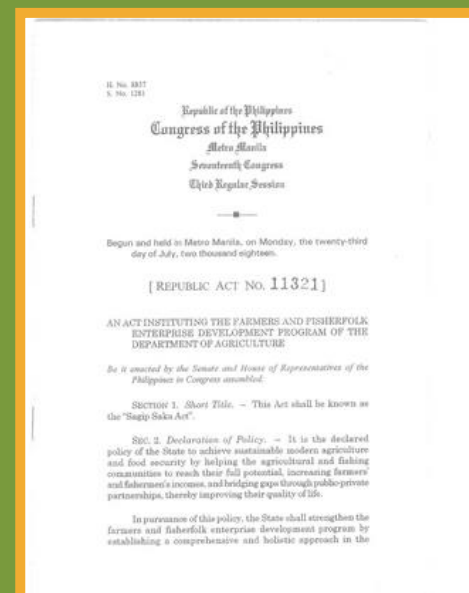 H. No. 8837
S. No. 1281
Republic of the Philippines
Congress of the Philippines
Metro Manila
Seventeenth Congress
Third Regular Session
Begun and held in Metro Manila, on Monday, the twenty-third
day of July, two thousand eighteen.
[ REPUBLIC ACT NO. 11321 ]
AN ACT INSTITUTING THE FARMERS AND FISHERFOLK
ENTERPRISE DEVELOPMENT PROGRAM OF THE
DEPARTMENT OF AGRICULTURE
Be it enacted by the Senate and House of Representatives of the
Philippines in Congress assembled:
SECTION 1. Short Title. – This Act shall be known as
the "Sagip Saka Act".
SEC. 2. Declaration of Policy. – It is the declared
policy of the State to achieve sustainable modern agriculture
and food security by helping the agricultural and fishing
communities to reach their full potential, increasing farmers'
and fishermen's incomes, and bridging gaps through public-private
partnerships, thereby improving their quality of life.
In pursuance of this policy, the State shall strengthen the
farmers and fisherfolk enterprise development program by
establishing a comprehensive and holistic approach in the